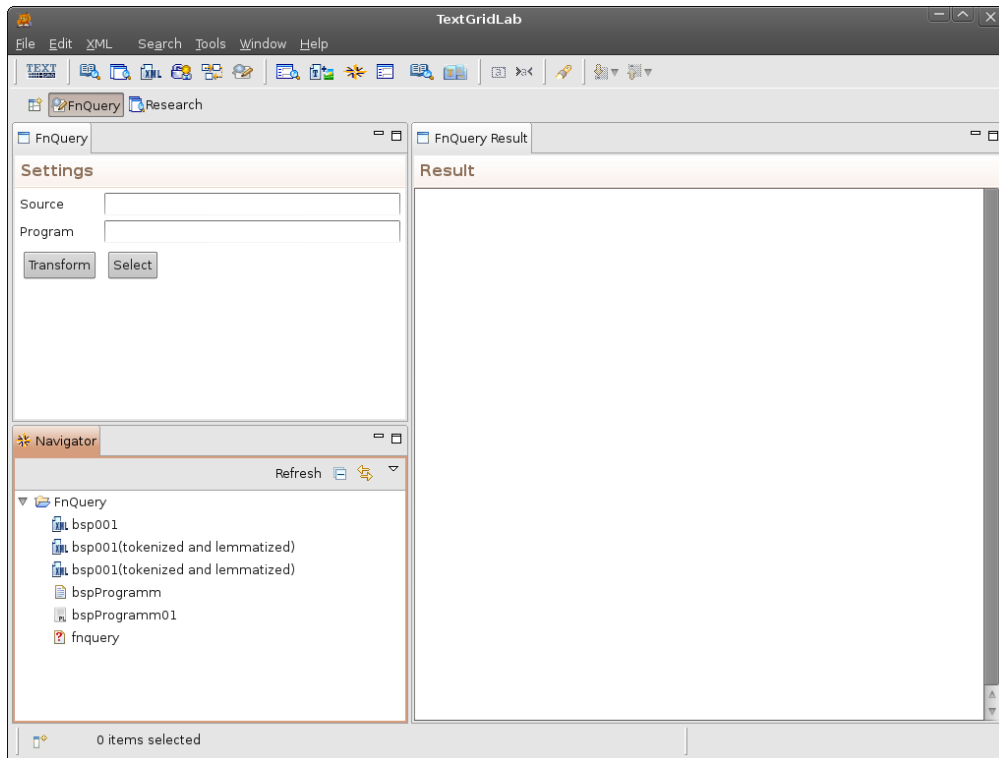 TextGridLab
File Edit XML Search Tools Window Help
TEXT
FnQuery Research
FnQuery
Settings
Source
Program
Transform Select
FnQuery Result
Result
Navigator
Refresh
FnQuery
bsp001
bsp001(tokenized and lemmatized)
bsp001(tokenized and lemmatized)
bspProgramm
bspProgramm01
fnquery
0 items selected